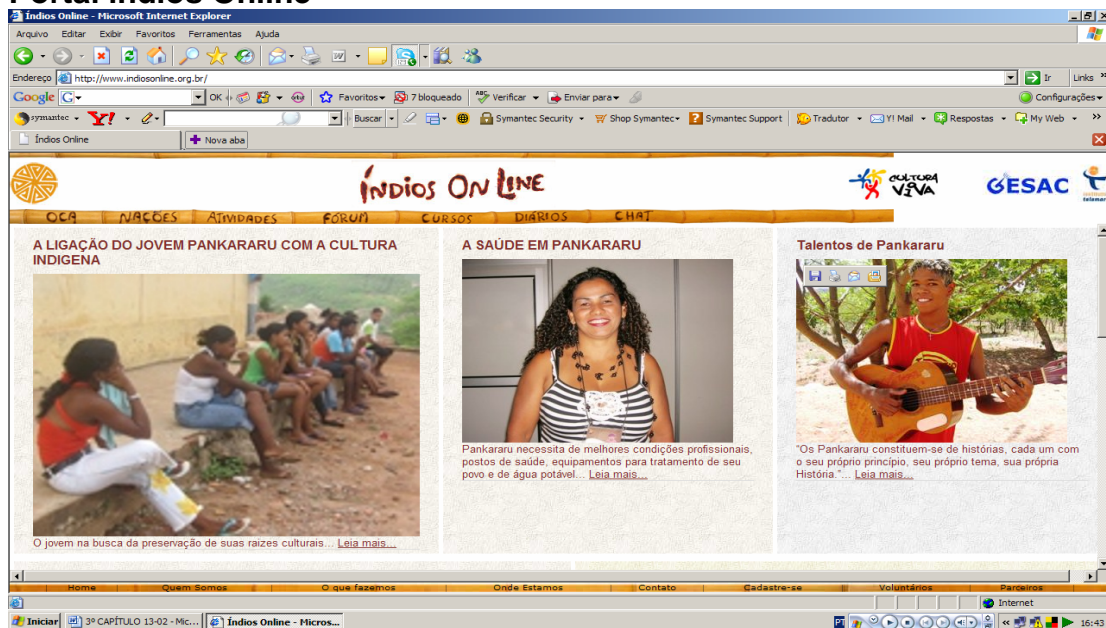 Portal Índios Online
Índios Online - Microsoft Internet Explorer
Arquivo Editar Exibir Favoritos Ferramentas Ajuda
Endereço http://www.indiosonline.org.br/ Ir Links »
Google G OK Favoritos 7 bloqueado ABC Verificar Enviar para Configurações
symantec Y! Buscar Symantec Security Shop Symantec Symantec Support Tradutor Y! Mail Respostas My Web »
Índios Online Nova aba
ÍNDIOS ON LINE CULTURA VIVA GESAC telemar
OCA NAÇÕES ATIVIDADES FÓRUM CURSOS DIÁRIOS CHAT
A LIGAÇÃO DO JOVEM PANKARARU COM A CULTURA
INDIGENA
O jovem na busca da preservação de suas raizes culturais... Leia mais...
A SAÚDE EM PANKARARU
Pankararu necessita de melhores condições profissionais,
postos de saúde, equipamentos para tratamento de seu
povo e de água potável... Leia mais...
Talentos de Pankararu
"Os Pankararu constituem-se de histórias, cada um com
o seu próprio princípio, seu próprio tema, sua própria
História."... Leia mais...
Home Quem Somos O que fazemos Onde Estamos Contato Cadastre-se Voluntários Parceiros
Internet
Iniciar 3º CAPÍTULO 13-02 - Mic... Índios Online - Micros... PT « 16:43